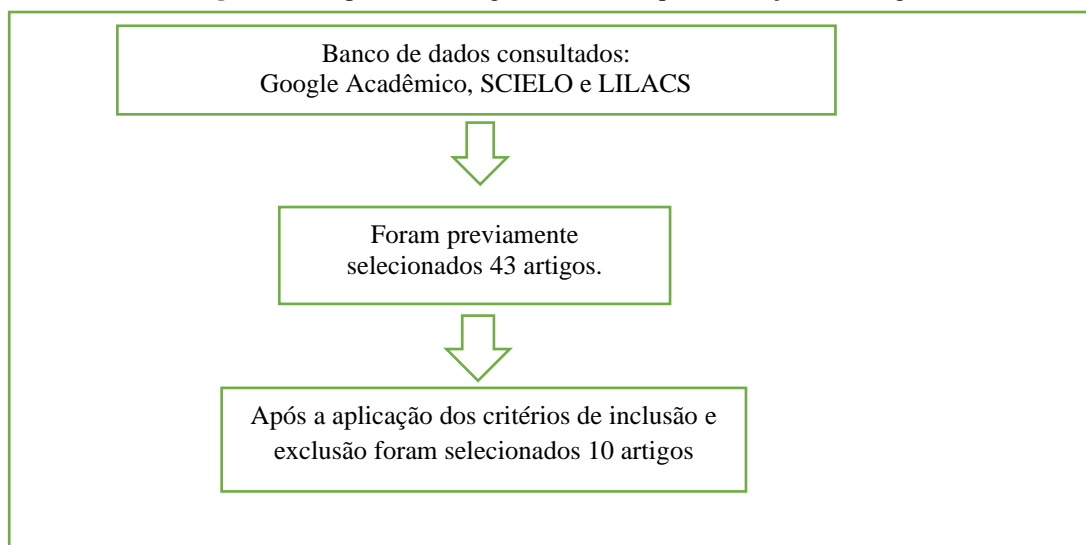 Banco de dados consultados:
Google Acadêmico, SCIELO e LILACS
Foram previamente
selecionados 43 artigos.
Após a aplicação dos critérios de inclusão e
exclusão foram selecionados 10 artigos